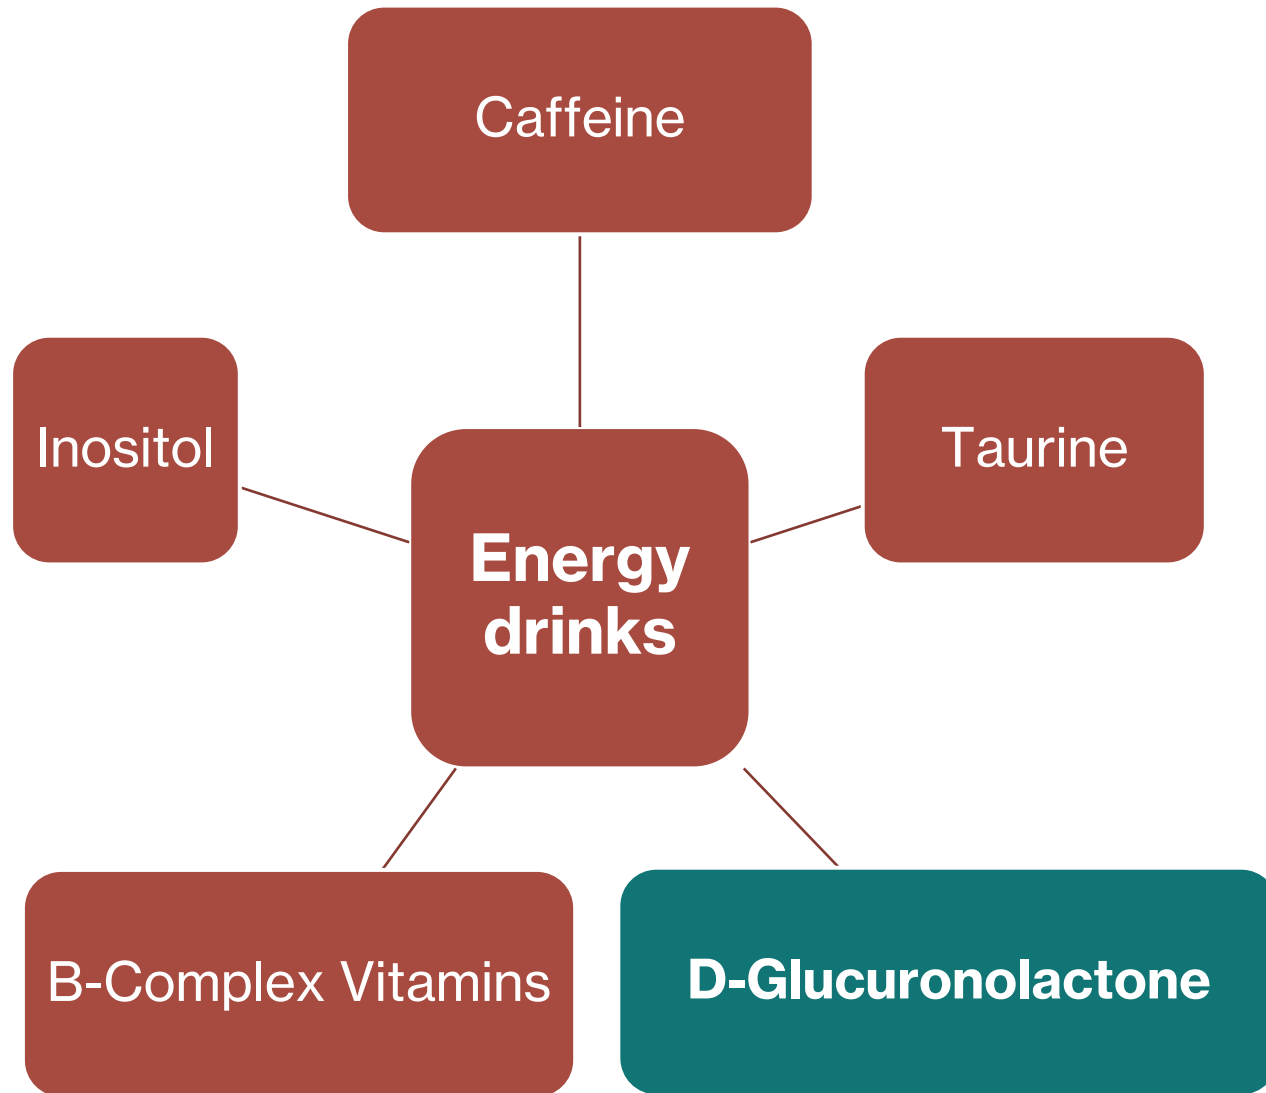 Caffeine
Inositol
Taurine
Energy
drinks
B-Complex Vitamins
D-Glucuronolactone